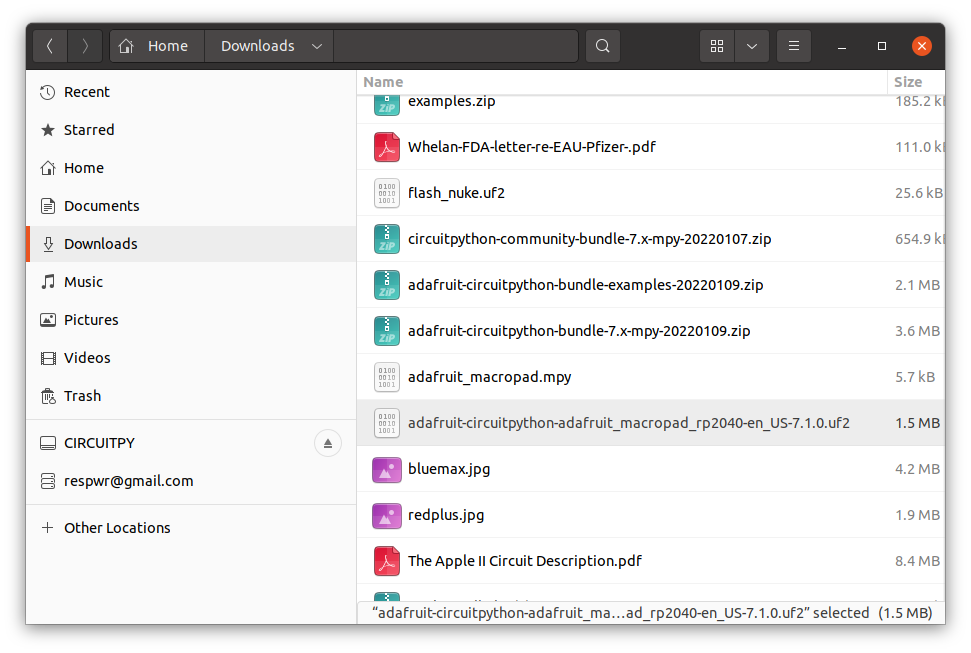 Home Downloads
Name Size
Recent
Starred
Home
Documents
Downloads
Music
Pictures
Videos
Trash
CIRCUITPY
respwr@gmail.com
Other Locations
examples.zip 185.2 k
Whelan-FDA-letter-re-EAU-Pfizer-.pdf 111.0 k
flash_nuke.uf2 25.6 kB
circuitpython-community-bundle-7.x-mpy-20220107.zip 654.9 k
adafruit-circuitpython-bundle-examples-20220109.zip 2.1 MB
adafruit-circuitpython-bundle-7.x-mpy-20220109.zip 3.6 MB
adafruit_macropad.mpy 5.7 kB
adafruit-circuitpython-adafruit_macropad_rp2040-en_US-7.1.0.uf2 1.5 MB
bluemax.jpg 4.2 MB
redplus.jpg 1.9 MB
The Apple II Circuit Description.pdf 8.4 MB
“adafruit-circuitpython-adafruit_ma…ad_rp2040-en_US-7.1.0.uf2” selected (1.5 MB)